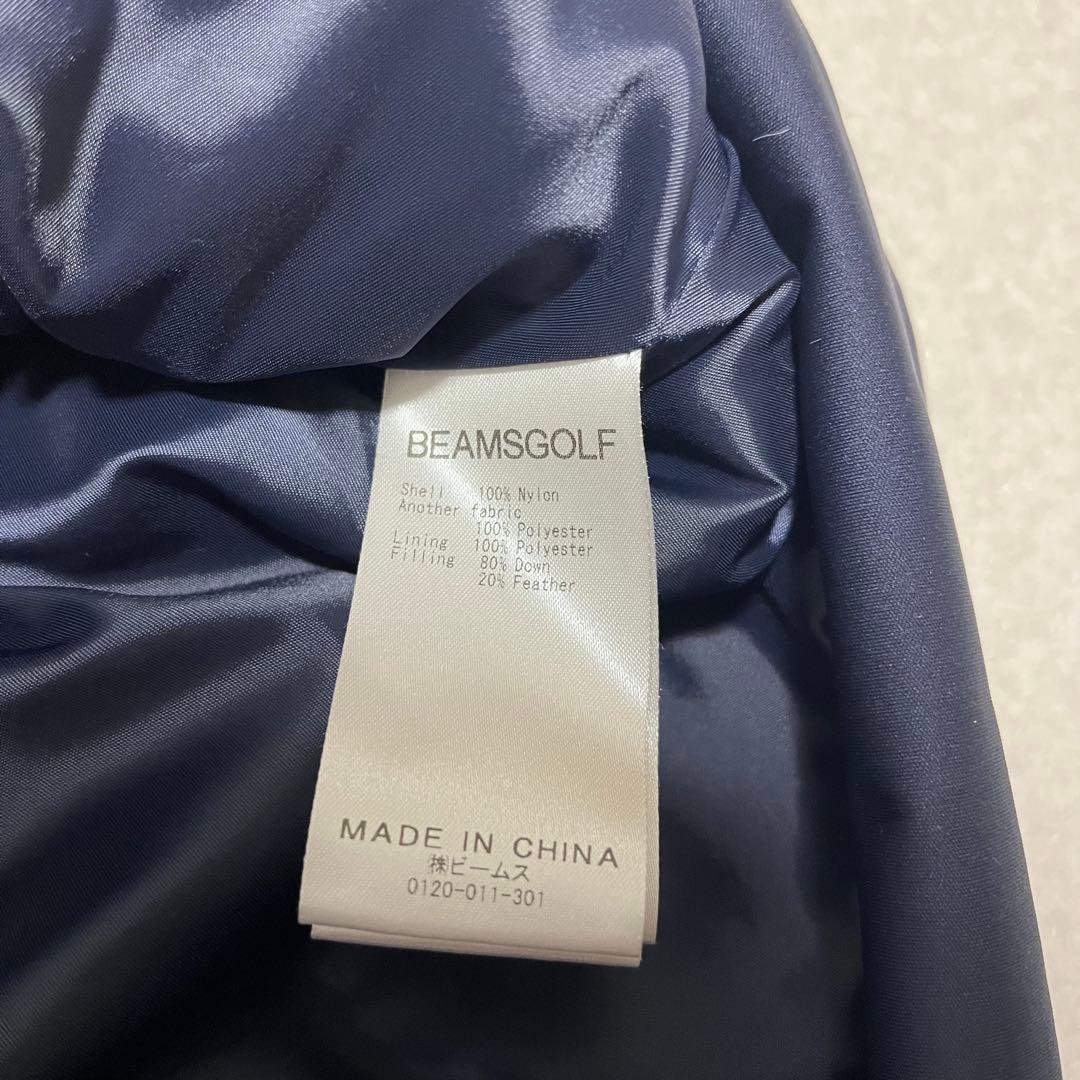 BEAMSGOLF
Shell 100% Nylon
Another fabric
100% Polyester
Lining 100% Polyester
Filling 80% Down
20% Feather
MADE IN CHINA
㈱ビームス
0120-011-301